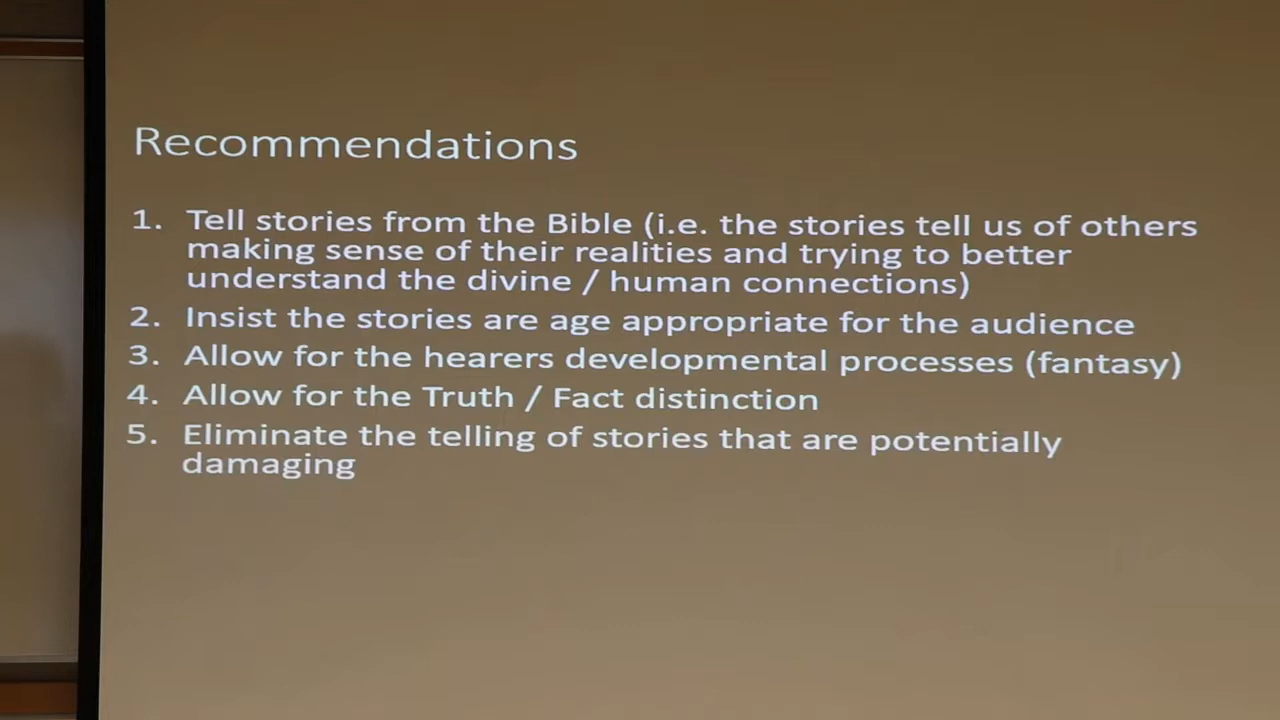 Recommendations
1. Tell stories from the Bible (i.e. the stories tell us of others
making sense of their realities and trying to better
understand the divine / human connections)
2. Insist the stories are age appropriate for the audience
3. Allow for the hearers developmental processes (fantasy)
4. Allow for the Truth / Fact distinction
5. Eliminate the telling of stories that are potentially
damaging